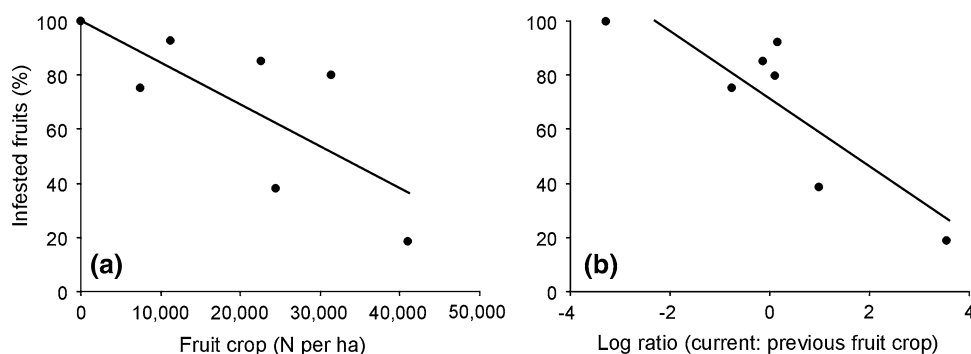 100
80
60
40
20
0
Infested fruits (%)
(a)
0 10,000 20,000 30,000 40,000 50,000
Fruit crop (N per ha)
100
80
60
40
20
0
(b)
-4 -2 0 2 4
Log ratio (current: previous fruit crop)